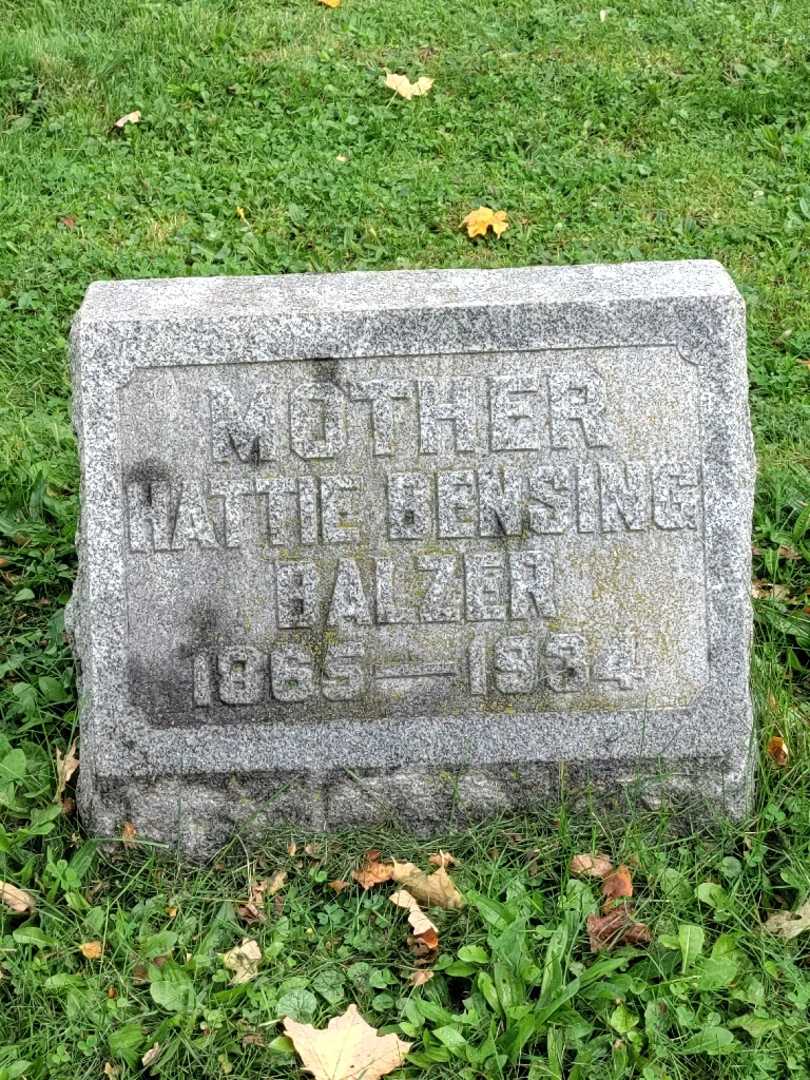 MOTHER
HATTIE BENSING
BALZER
1865–1934